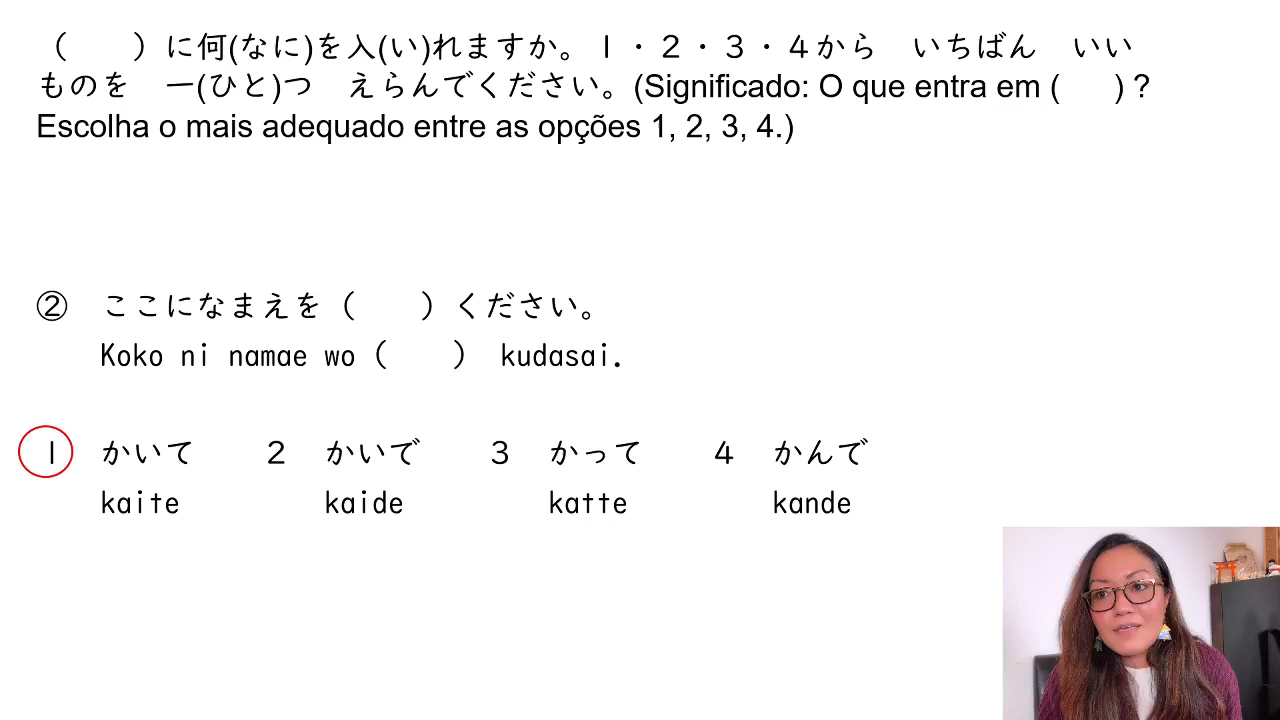 （　　）に何(なに)を入(い)れますか。１・２・３・４から　いちばん　いい
ものを　一(ひと)つ　えらんでください。(Significado: O que entra em (　　) ?
Escolha o mais adequado entre as opções 1, 2, 3, 4.)
②　ここになまえを（　　）ください。
Koko ni namae wo（　　） kudasai.
１　かいて　　２　かいで　　３　かって　　４　かんで
kaite　　kaide　　katte　　kande